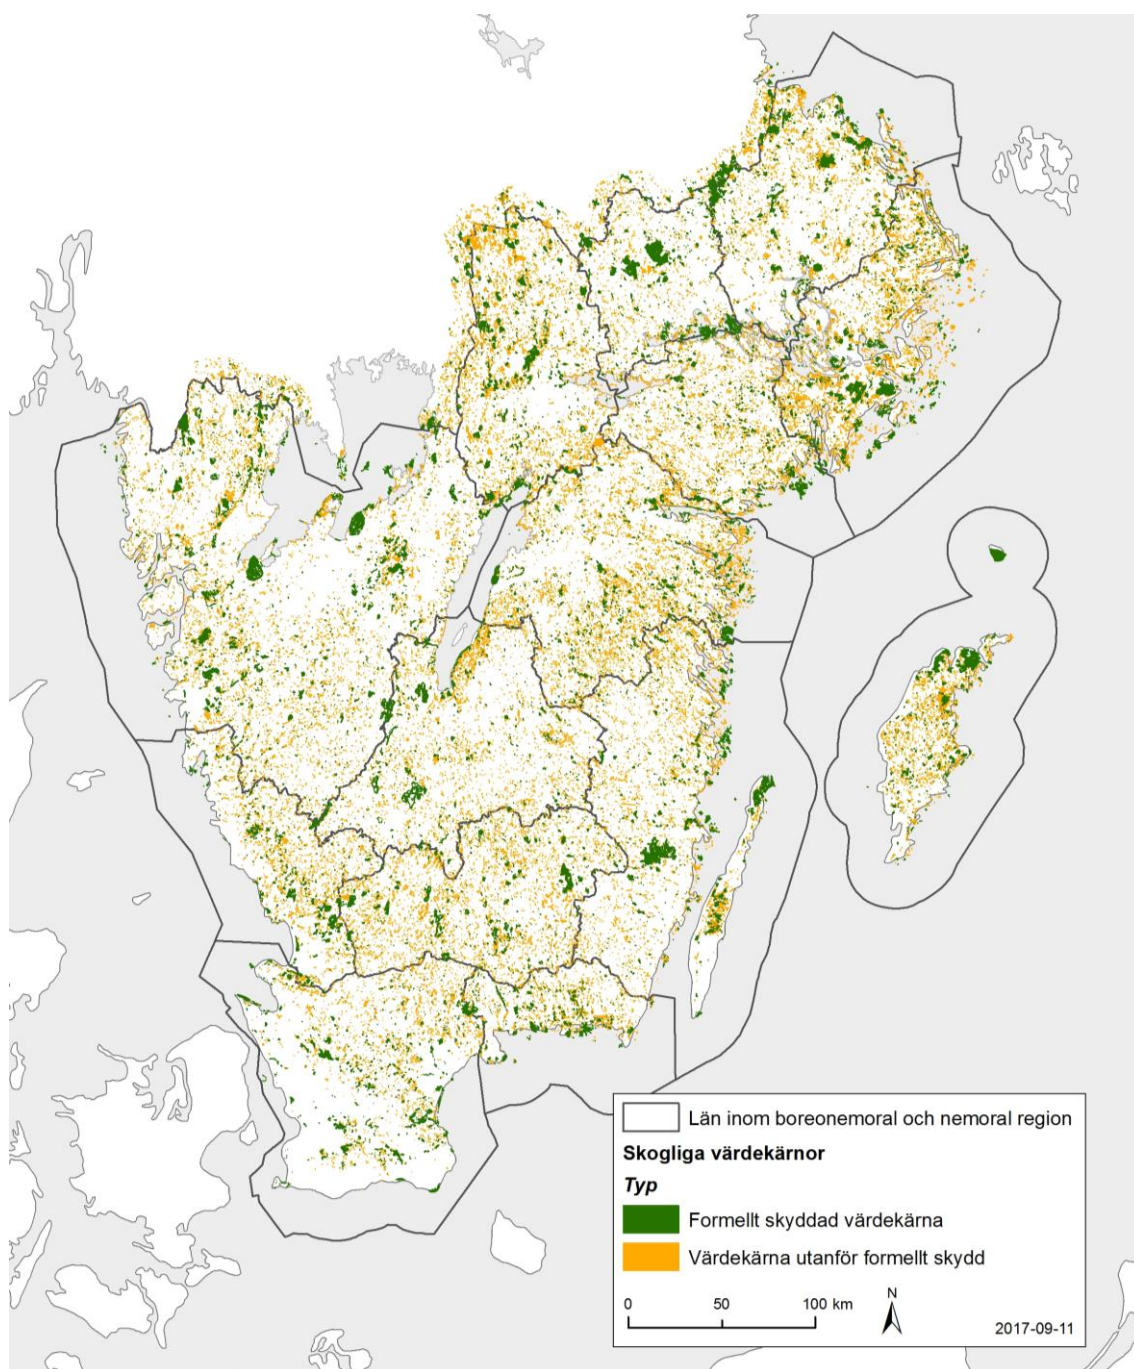 Län inom boreonemoral och nemoral region
Skogliga värdekärnor
Typ
Formellt skyddad värdekärna
Värdekärna utanför formellt skydd
0 50 100 km
N
2017-09-11